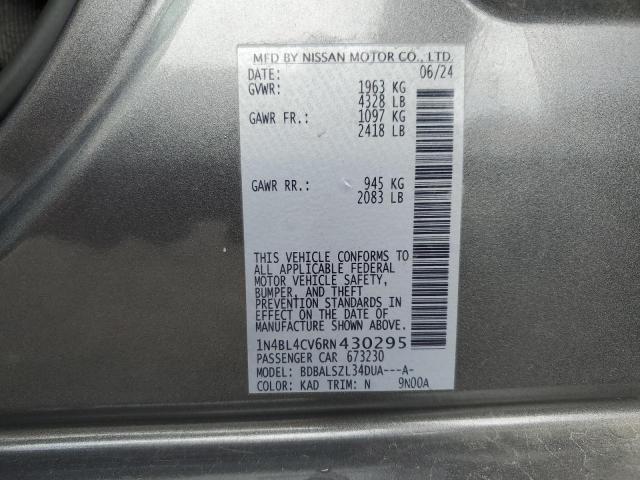 MFD BY NISSAN MOTOR CO., LTD.
DATE: 06/24
GVWR: 1963 KG
4328 LB
GAWR FR.: 1097 KG
2418 LB
GAWR RR.: 945 KG
2083 LB
THIS VEHICLE CONFORMS TO
ALL APPLICABLE FEDERAL
MOTOR VEHICLE SAFETY,
BUMPER, AND THEFT
PREVENTION STANDARDS IN
EFFECT ON THE DATE OF
MANUFACTURE SHOWN ABOVE.
1N4BL4CV6RN430295
PASSENGER CAR 673230
MODEL: BDBALSZL34DUA---A-
COLOR: KAD TRIM: N 9N00A